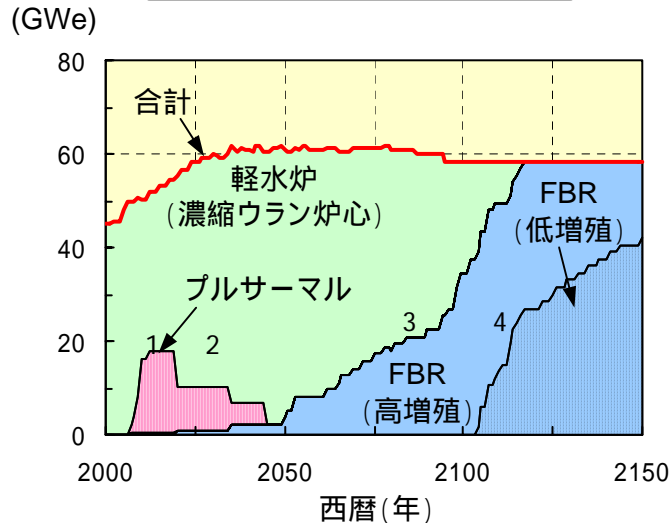 (GWe)
80
60
40
20
0
合計
軽水炉
(濃縮ウラン炉心)
FBR
(低増殖)
プルサーマル
1
2
3
4
FBR
(高増殖)
2000
2050
2100
2150
西暦(年)